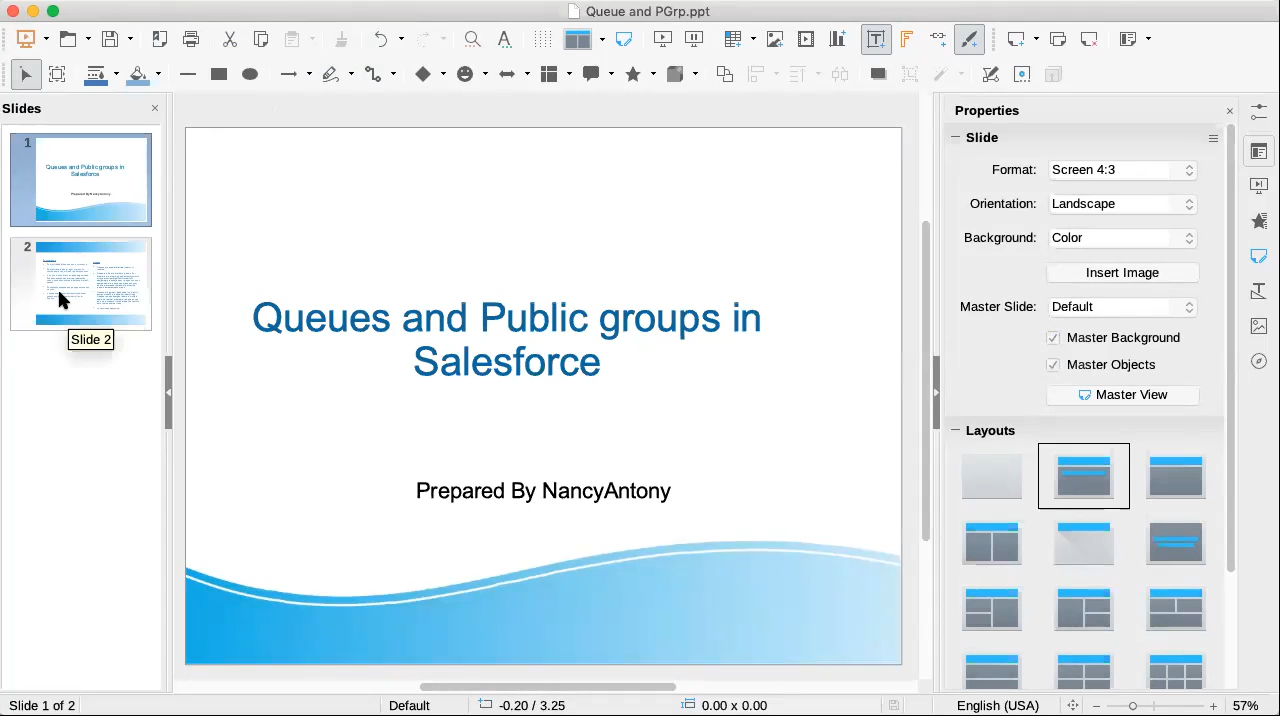 Queue and PGrp.ppt
Slides
1
Queues and Public groups in
Salesforce
Prepared By NancyAntony
2
Slide 2
Queues and Public groups in
Salesforce
Prepared By NancyAntony
Properties
Slide
Format: Screen 4:3
Orientation: Landscape
Background: Color
Insert Image
Master Slide: Default
Master Background
Master Objects
Master View
Layouts
Slide 1 of 2
Default
-0.20 / 3.25
0.00 x 0.00
English (USA)
57%